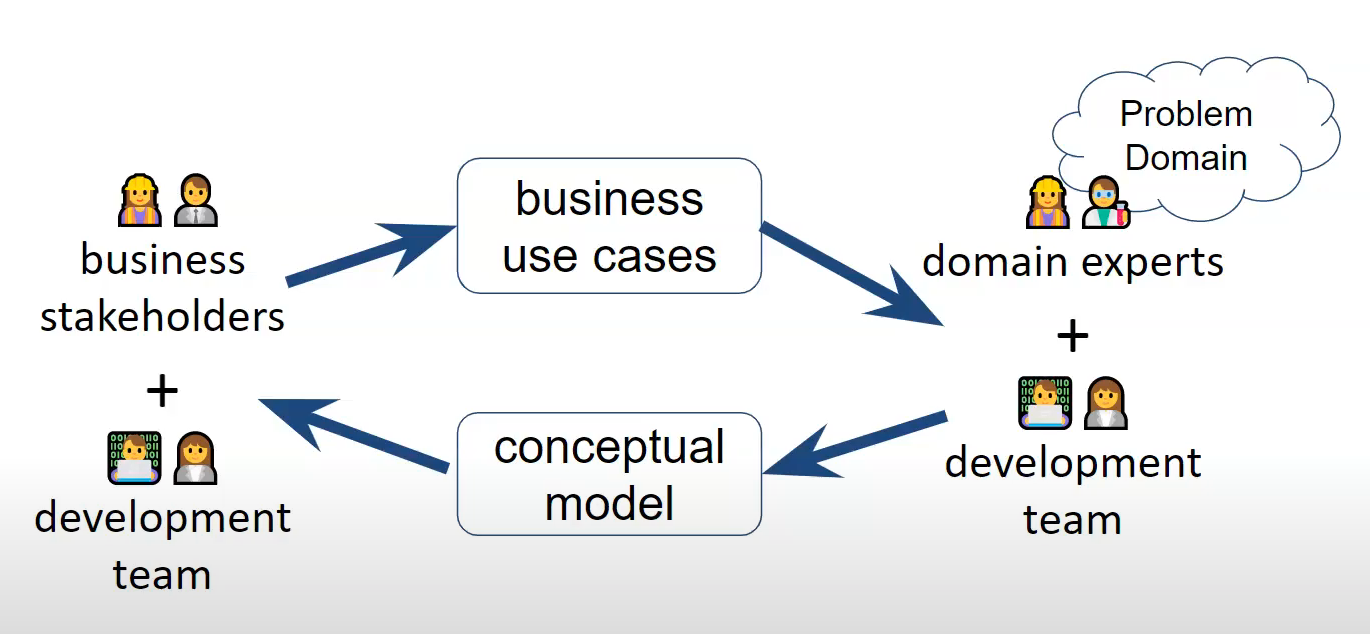 business
stakeholders
+
development
team
business
use cases
conceptual
model
Problem
Domain
domain experts
+
development
team